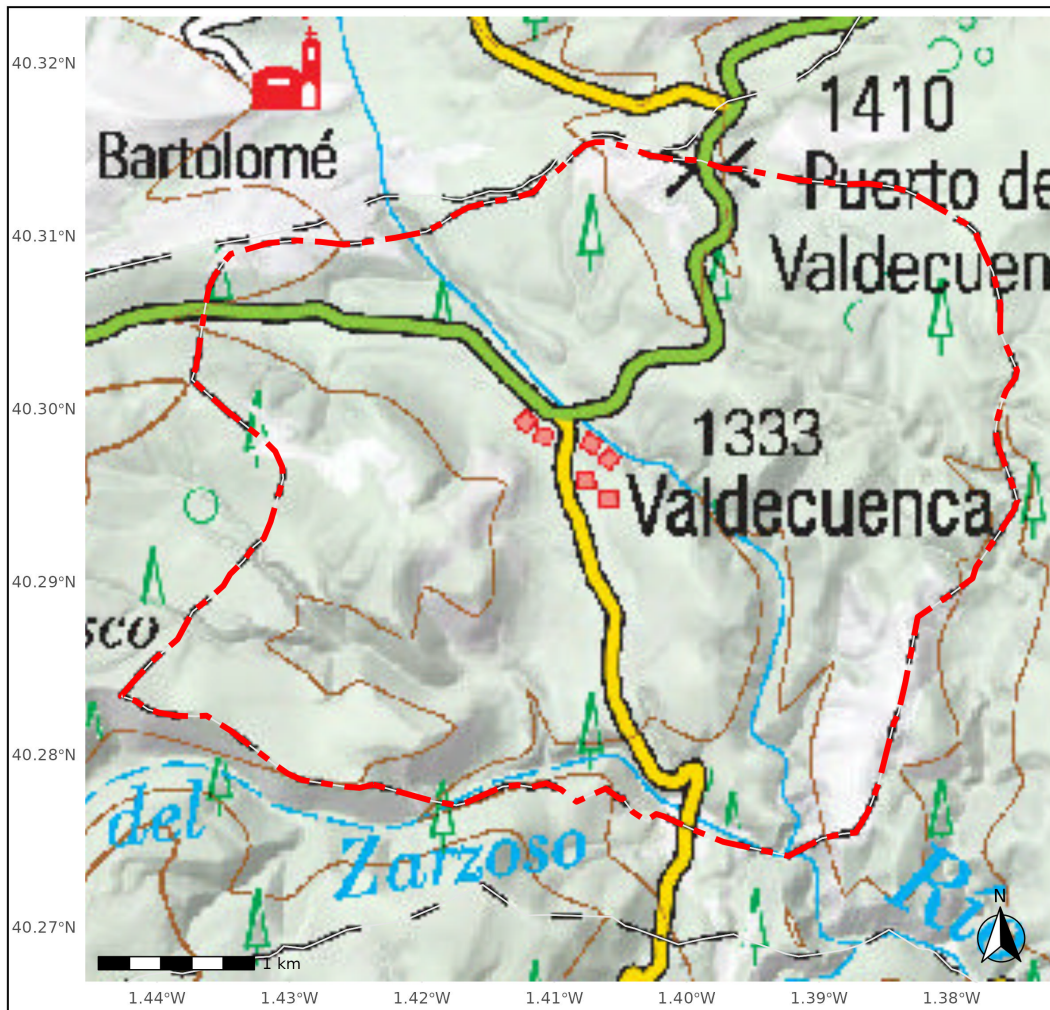 40.32°N
1410
Bartolomé
Puerto de
40.31°N
Valdecuen
40.30°N
1333
Valdecuenca
40.29°N
sco
40.28°N
del
Zarzoso
Río
N
40.27°N
1 km
1.44°W 1.43°W 1.42°W 1.41°W 1.40°W 1.39°W 1.38°W